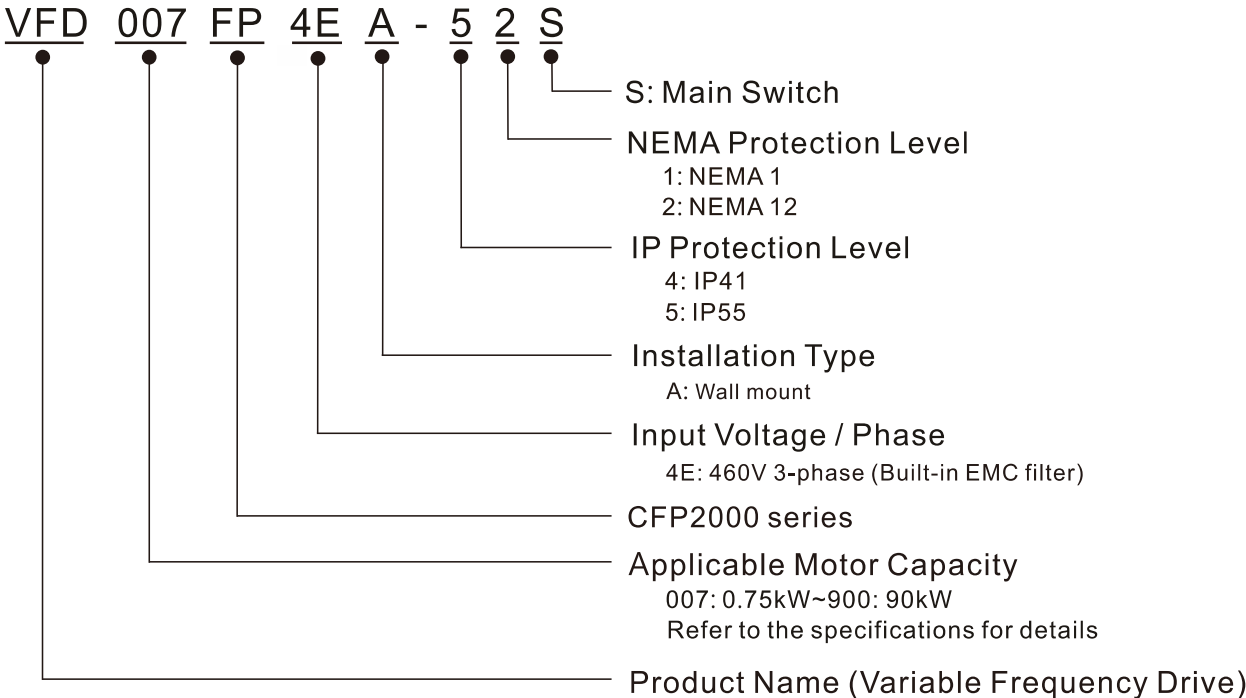 VFD 007 FP 4E A - 5 2 S
S: Main Switch
NEMA Protection Level
1: NEMA 1
2: NEMA 12
IP Protection Level
4: IP41
5: IP55
Installation Type
A: Wall mount
Input Voltage / Phase
4E: 460V 3-phase (Built-in EMC filter)
CFP2000 series
Applicable Motor Capacity
007: 0.75kW~900: 90kW
Refer to the specifications for details
Product Name (Variable Frequency Drive)